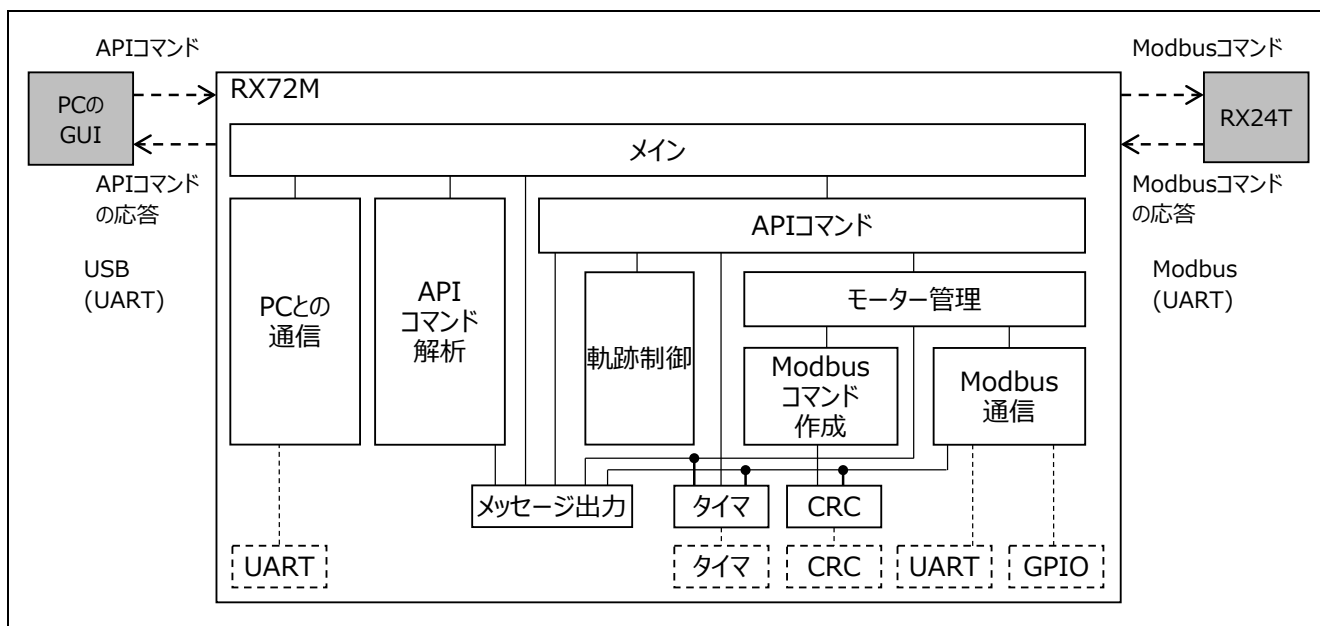 APIコマンド
Modbusコマンド
PCの
GUI
RX72M
RX24T
メイン
APIコマンド
の応答
Modbusコマンド
の応答
APIコマンド
USB
(UART)
Modbus
(UART)
PCとの
通信
API
コマンド
解析
モーター管理
軌跡制御
Modbus
コマンド
作成
Modbus
通信
メッセージ出力
タイマ
CRC
UART
タイマ
CRC
UART
GPIO